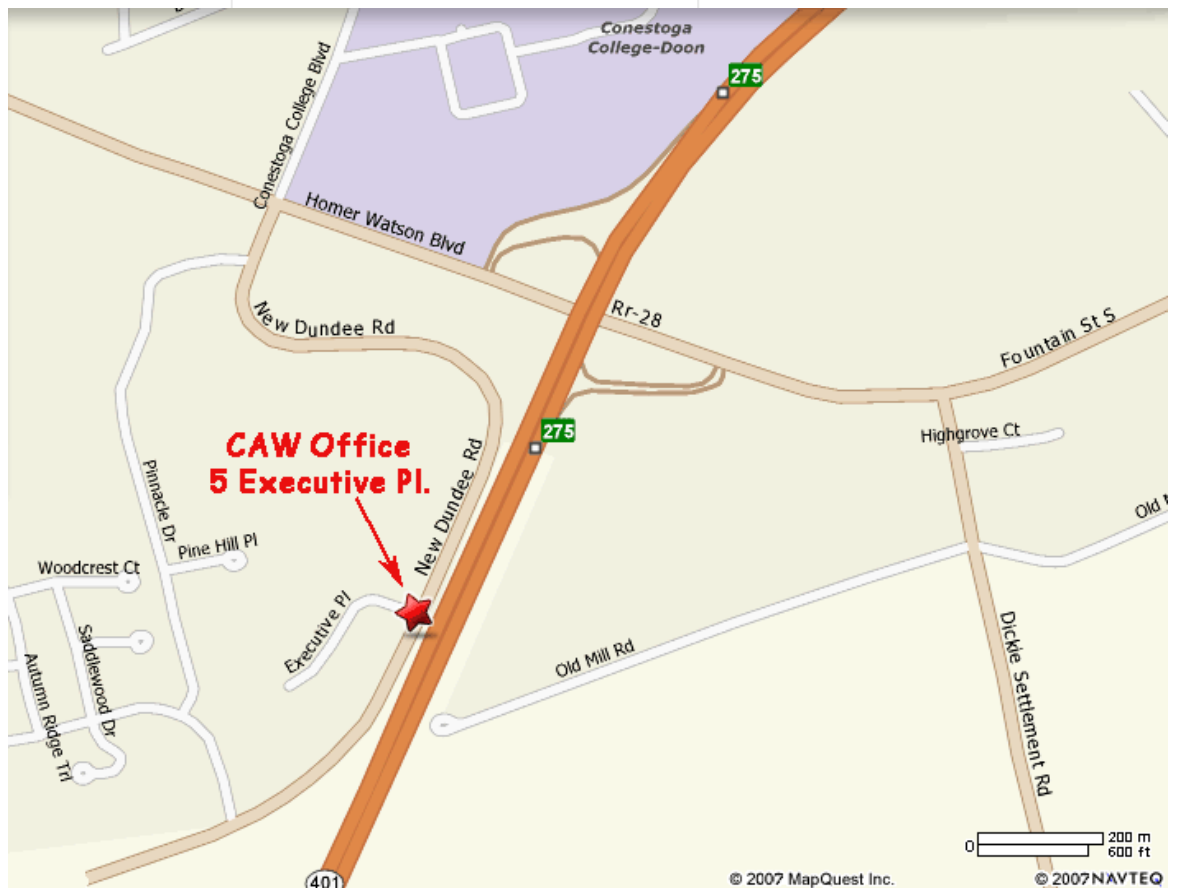 Conestoga
College-Doon
275
Conestoga College Blvd
Homer Watson Blvd
Rr-28
New Dundee Rd
Fountain St S
275
Highgrove Ct
CAW Office
5 Executive Pl.
New Dundee Rd
Pinnacle Dr
Pine Hill Pl
Old M
Woodcrest Ct
Executive Pl
Saddlewood Dr
Old Mill Rd
Dickie Settlement Rd
Autumn Ridge Trl
0
200 m
600 ft
401
© 2007 MapQuest Inc.
© 2007 NAVTEQ